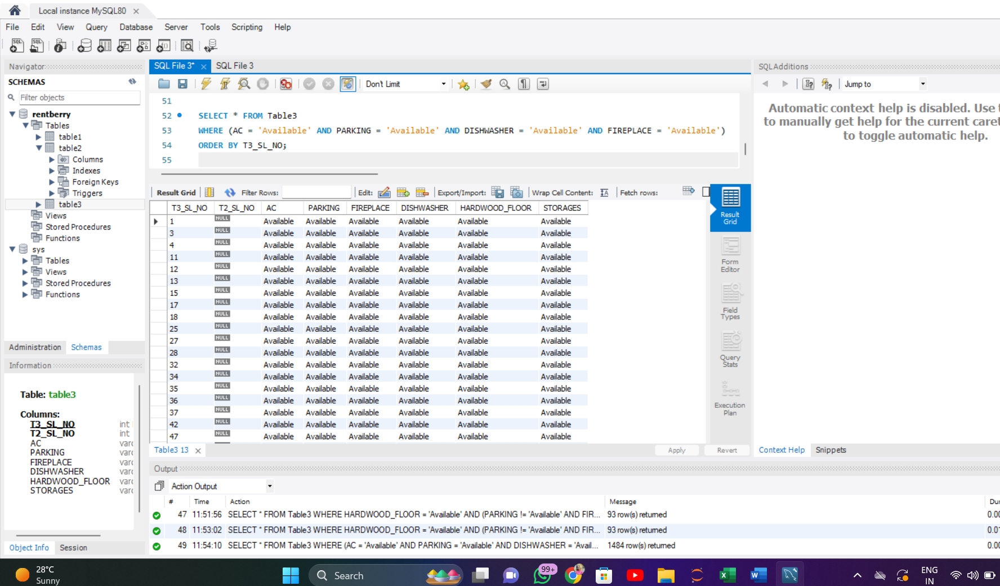 Local instance MySQL80
File Edit View Query Database Server Tools Scripting Help
Navigator
SCHEMAS
Filter objects
rentberry
Tables
table1
table2
Columns
Indexes
Foreign Keys
Triggers
table3
Views
Stored Procedures
Functions
sys
Tables
Views
Stored Procedures
Functions
Administration Schemas
Information
Table: table3
Columns:
T3_SL_NO int
T2_SL_NO int
AC varc
PARKING varc
FIREPLACE varc
DISHWASHER varc
HARDWOOD_FLOOR varc
STORAGES varc
Object Info Session
SQL File 3* SQL File 3
Don't Limit
51
52 SELECT * FROM Table3
53 WHERE (AC = 'Available' AND PARKING = 'Available' AND DISHWASHER = 'Available' AND FIREPLACE = 'Available')
54 ORDER BY T3_SL_NO;
55
Result Grid Filter Rows: Edit: Export/Import: Wrap Cell Content: Fetch rows:
T3_SL_NO T2_SL_NO AC PARKING FIREPLACE DISHWASHER HARDWOOD_FLOOR STORAGES
1 NULL Available Available Available Available Available Available
3 NULL Available Available Available Available Available Available
4 NULL Available Available Available Available Available Available
11 NULL Available Available Available Available Available Available
12 NULL Available Available Available Available Available Available
13 NULL Available Available Available Available Available Available
15 NULL Available Available Available Available Available Available
17 NULL Available Available Available Available Available Available
18 NULL Available Available Available Available Available Available
25 NULL Available Available Available Available Available Available
27 NULL Available Available Available Available Available Available
28 NULL Available Available Available Available Available Available
32 NULL Available Available Available Available Available Available
34 NULL Available Available Available Available Available Available
35 NULL Available Available Available Available Available Available
36 NULL Available Available Available Available Available Available
37 NULL Available Available Available Available Available Available
42 NULL Available Available Available Available Available Available
47 NULL Available Available Available Available Available Available
Result
Grid
Form
Editor
Field
Types
Query
Stats
Execution
Plan
Table3 13
Apply Revert
SQLAdditions
Jump to
Automatic context help is disabled. Use t
to manually get help for the current caret
to toggle automatic help.
Context Help Snippets
Output
Action Output
# Time Action Message Dur
47 11:51:56 SELECT * FROM Table3 WHERE HARDWOOD_FLOOR = 'Available' AND (PARKING != 'Available' AND FIR... 93 row(s) returned 0.00
48 11:53:02 SELECT * FROM Table3 WHERE HARDWOOD_FLOOR = 'Available' AND (PARKING != 'Available' AND FIR... 93 row(s) returned 0.01
49 11:54:10 SELECT * FROM Table3 WHERE (AC = 'Available' AND PARKING = 'Available' AND DISHWASHER = 'Avail... 1484 row(s) returned 0.00
28°C
Sunny
Search
99+
ENG
IN